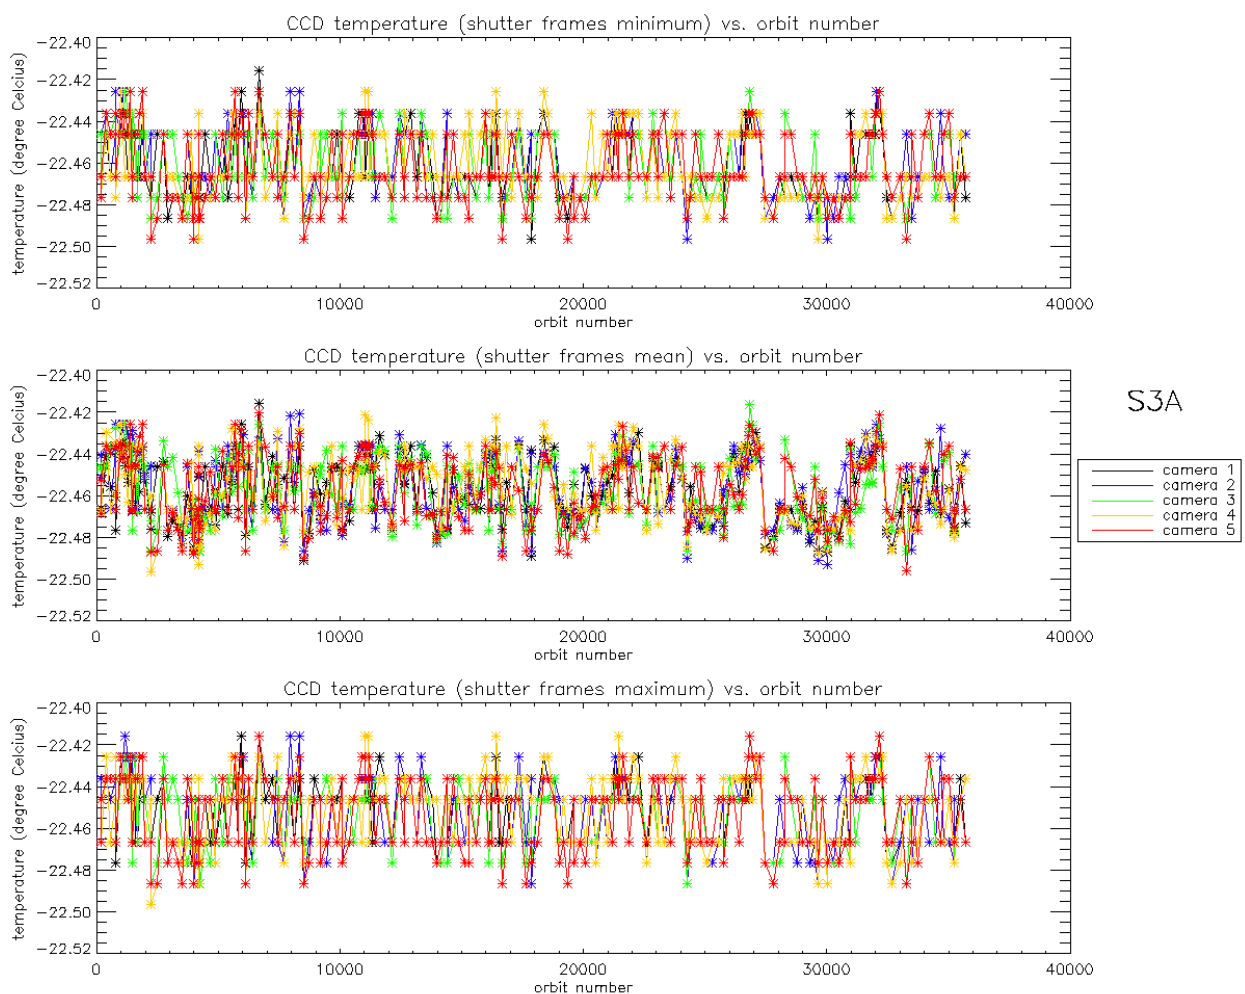 CCD temperature (shutter frames minimum) vs. orbit number
temperature (degree Celcius)
-22.40
-22.42
-22.44
-22.46
-22.48
-22.50
-22.52
0 10000 20000 30000 40000
orbit number
CCD temperature (shutter frames mean) vs. orbit number
temperature (degree Celcius)
-22.40
-22.42
-22.44
-22.46
-22.48
-22.50
-22.52
0 10000 20000 30000 40000
orbit number
S3A
camera 1
camera 2
camera 3
camera 4
camera 5
CCD temperature (shutter frames maximum) vs. orbit number
temperature (degree Celcius)
-22.40
-22.42
-22.44
-22.46
-22.48
-22.50
-22.52
0 10000 20000 30000 40000
orbit number